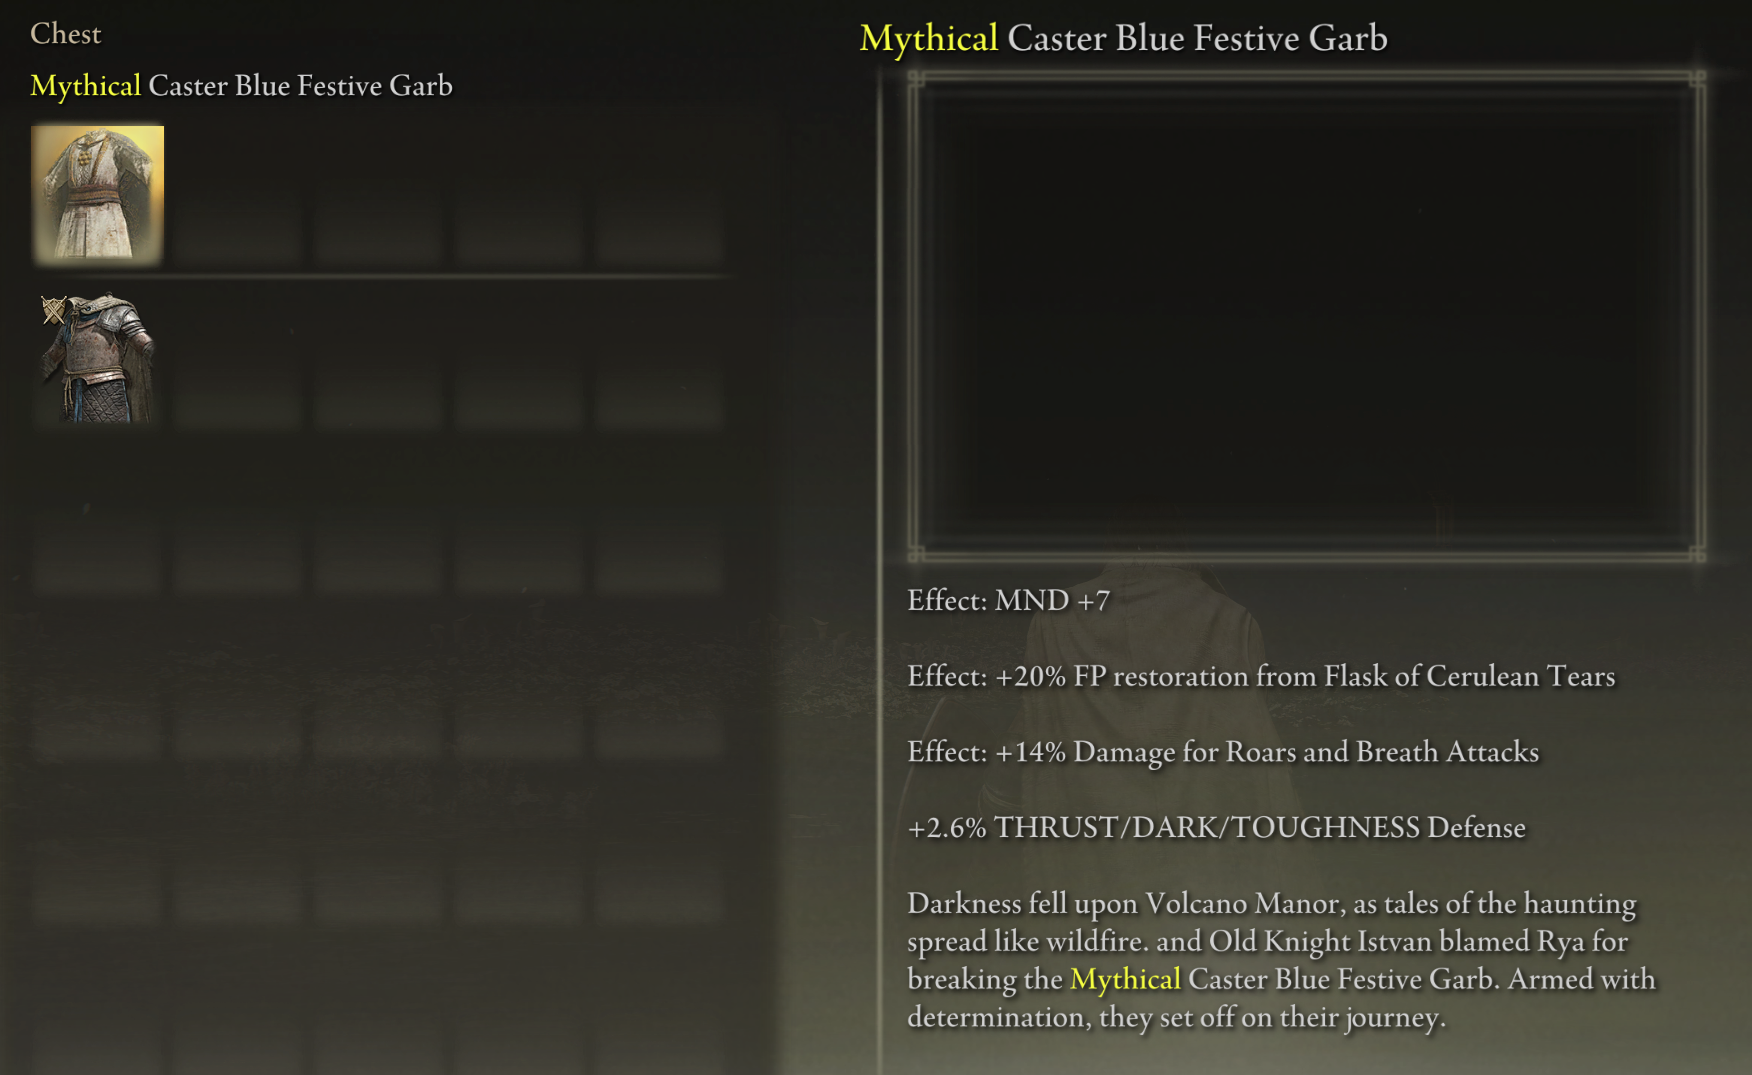 Chest
Mythical Caster Blue Festive Garb
Mythical Caster Blue Festive Garb
Effect: MND +7
Effect: +20% FP restoration from Flask of Cerulean Tears
Effect: +14% Damage for Roars and Breath Attacks
+2.6% THRUST/DARK/TOUGHNESS Defense
Darkness fell upon Volcano Manor, as tales of the haunting
spread like wildfire. and Old Knight Istvan blamed Rya for
breaking the Mythical Caster Blue Festive Garb. Armed with
determination, they set off on their journey.